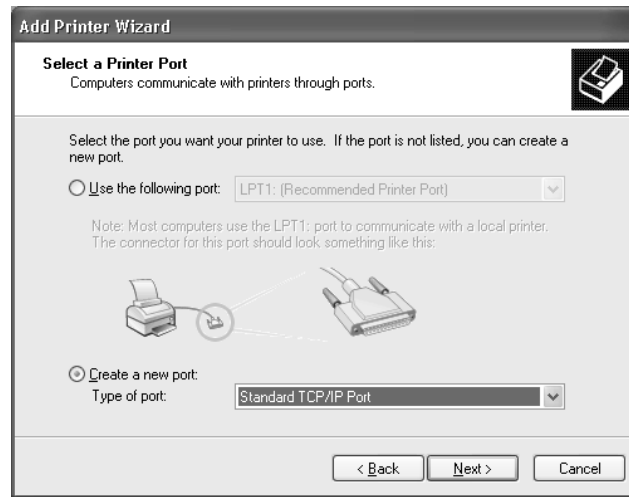 Add Printer Wizard
Select a Printer Port
Computers communicate with printers through ports.
Select the port you want your printer to use. If the port is not listed, you can create a
new port.
Use the following port: LPT1: (Recommended Printer Port)
Note: Most computers use the LPT1: port to communicate with a local printer.
The connector for this port should look something like this:
Create a new port:
Type of port: Standard TCP/IP Port
< Back Next > Cancel